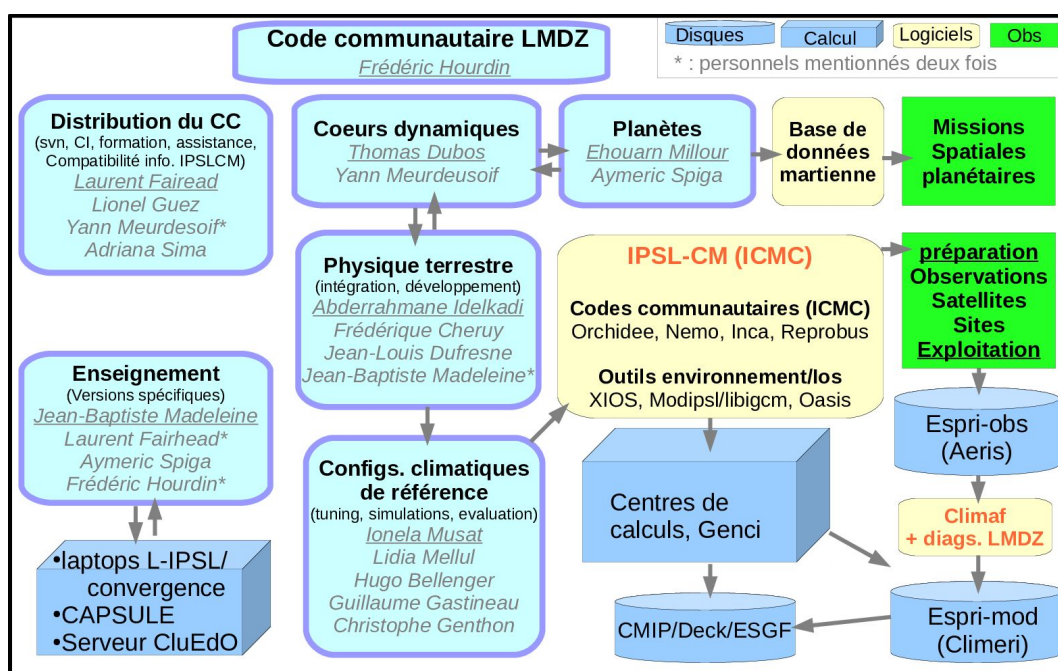 Code communautaire LMDZ
Frédéric Hourdin
Disques
Calcul
Logiciels
Obs
* : personnels mentionnés deux fois
Distribution du CC
(svn, CI, formation, assistance,
Compatibilité info. IPSLCM)
Laurent Fairead
Lionel Guez
Yann Meurdesoif*
Adriana Sima
Coeurs dynamiques
Thomas Dubos
Yann Meurdeusoif
Planètes
Ehouarn Millour
Aymeric Spiga
Base de
données
martienne
Missions
Spatiales
planétaires
Physique terrestre
(intégration, développement)
Abderrahmane Idelkadi
Frédérique Cheruy
Jean-Louis Dufresne
Jean-Baptiste Madeleine*
IPSL-CM (ICMC)
Codes communautaires (ICMC)
Orchidee, Nemo, Inca, Reprobus
Outils environnement/Ios
XIOS, Modipsl/libigcm, Oasis
préparation
Observations
Satellites
Sites
Exploitation
Enseignement
(Versions spécifiques)
Jean-Baptiste Madeleine
Laurent Fairhead*
Aymeric Spiga
Frédéric Hourdin*
Configs. climatiques
de référence
(tuning, simulations, evaluation)
Ionela Musat
Lidia Mellul
Hugo Bellenger
Guillaume Gastineau
Christophe Genthon
Centres de
calculs, Genci
Espri-obs
(Aeris)
Climaf
+ diags. LMDZ
•laptops L-IPSL/
convergence
•CAPSULE
•Serveur CluEdO
CMIP/Deck/ESGF
Espri-mod
(Climeri)